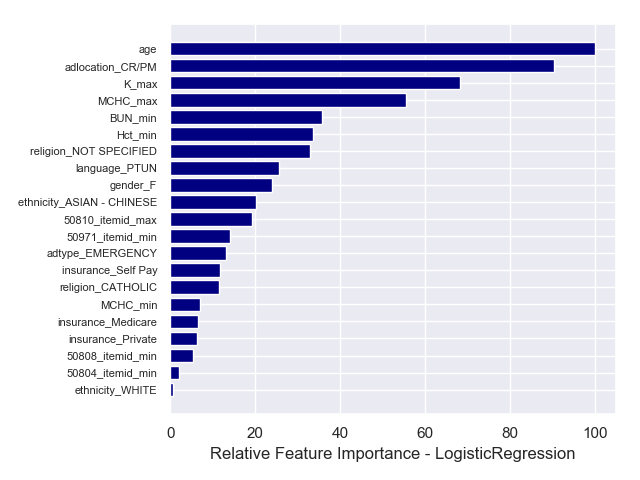 age
adlocation_CR/PM
K_max
MCHC_max
BUN_min
Hct_min
religion_NOT SPECIFIED
language_PTUN
gender_F
ethnicity_ASIAN - CHINESE
50810_itemid_max
50971_itemid_min
adtype_EMERGENCY
insurance_Self Pay
religion_CATHOLIC
MCHC_min
insurance_Medicare
insurance_Private
50808_itemid_min
50804_itemid_min
ethnicity_WHITE
0 20 40 60 80 100
Relative Feature Importance - LogisticRegression